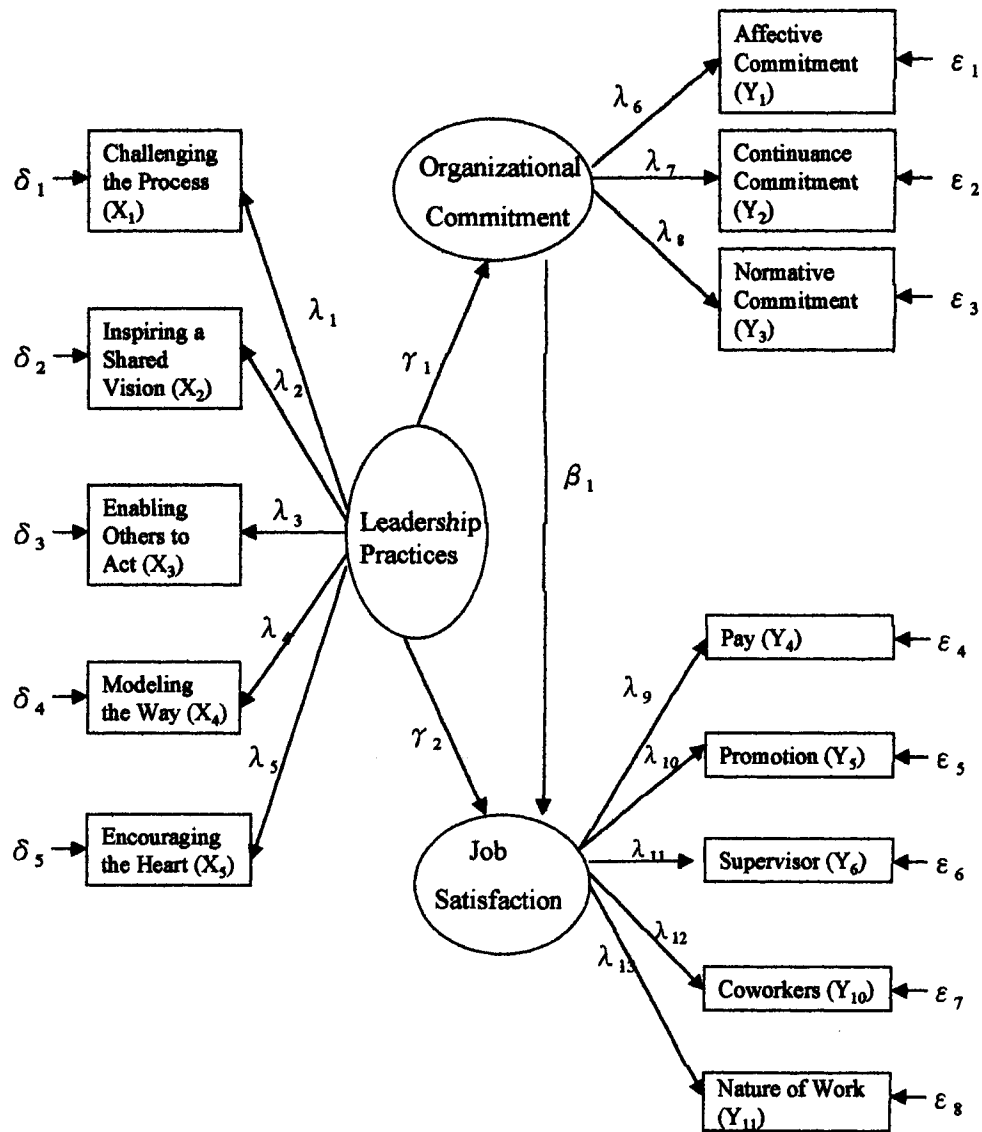 δ1
Challenging
the Process
(X1)
δ2
Inspiring a
Shared
Vision (X2)
δ3
Enabling
Others to
Act (X3)
δ4
Modeling
the Way (X4)
δ5
Encouraging
the Heart (X5)
λ1
λ2
λ3
λ4
λ5
Leadership
Practices
γ1
γ2
Organizational
Commitment
β1
Job
Satisfaction
λ6
λ7
λ8
Affective
Commitment
(Y1)
ε1
Continuance
Commitment
(Y2)
ε2
Normative
Commitment
(Y3)
ε3
λ9
λ10
λ11
λ12
λ13
Pay (Y4)
ε4
Promotion (Y5)
ε5
Supervisor (Y6)
ε6
Coworkers (Y10)
ε7
Nature of Work
(Y11)
ε8